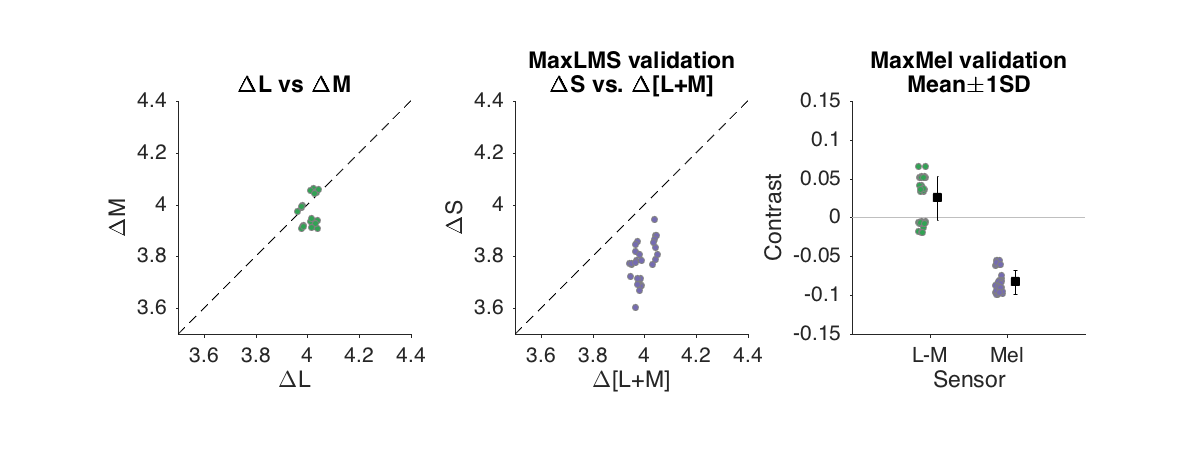 ΔL vs ΔM
4.4
4.2
4
3.8
3.6
ΔM
3.6 3.8 4 4.2 4.4
ΔL
MaxLMS validation
ΔS vs. Δ[L+M]
4.4
4.2
4
3.8
3.6
ΔS
3.6 3.8 4 4.2 4.4
Δ[L+M]
MaxMel validation
Mean±1SD
0.15
0.1
0.05
0
-0.05
-0.1
-0.15
Contrast
L-M Mel
Sensor